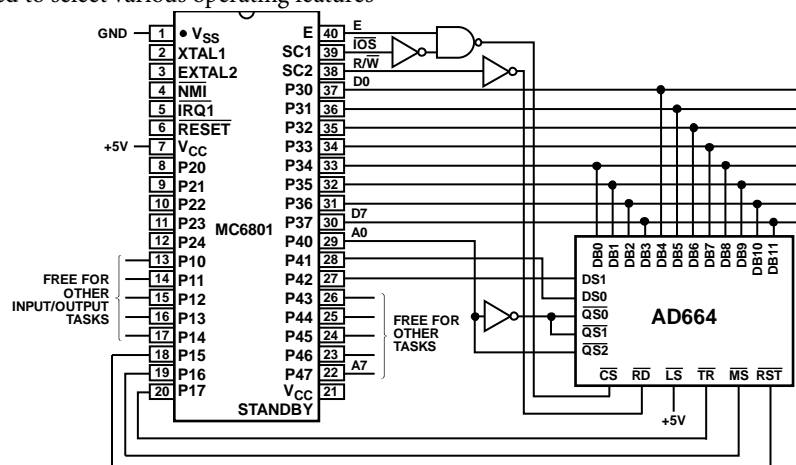 ed to select various operating features
GND
1
VSS
2
XTAL1
3
EXTAL2
4
NMI
5
IRQ1
6
RESET
+5V
7
VCC
8
P20
9
P21
10
P22
11
P23
12
P24
13
P10
14
P11
15
P12
16
P13
17
P14
18
P15
19
P16
20
P17
FREE FOR
OTHER
INPUT/OUTPUT
TASKS
MC6801
E
40
E
SC1
39
IOS
SC2
38
R/W
P30
37
D0
P31
36
P32
35
P33
34
P34
33
P35
32
P36
31
P37
30
D7
P40
29
A0
P41
28
P42
27
P43
26
P44
25
P45
24
P46
23
P47
22
A7
VCC
21
STANDBY
FREE FOR
OTHER
TASKS
DB0
DB1
DB2
DB3
DB4
DB5
DB6
DB7
DB8
DB9
DB10
DB11
DS1
DS0
QS0
QS1
QS2
AD664
CS
RD
LS
TR
MS
RST
+5V